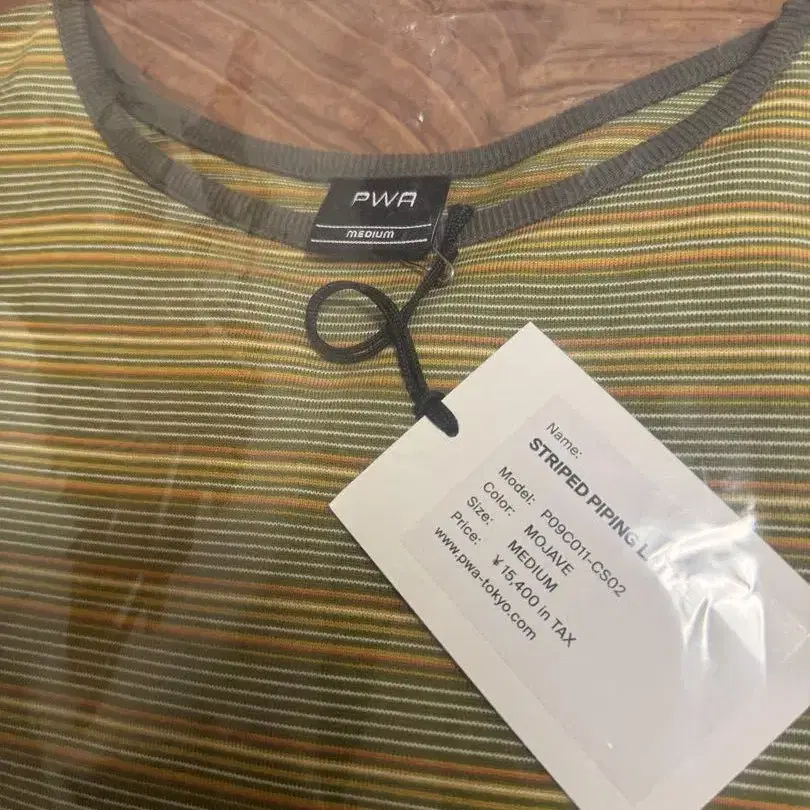 PWA
MEDIUM
Name:
STRIPED PIPING
Model: P09C011-CS02
Color: MOJAVE
Size: MEDIUM
Price: ¥15,400 in TAX
www.pwa-tokyo.com